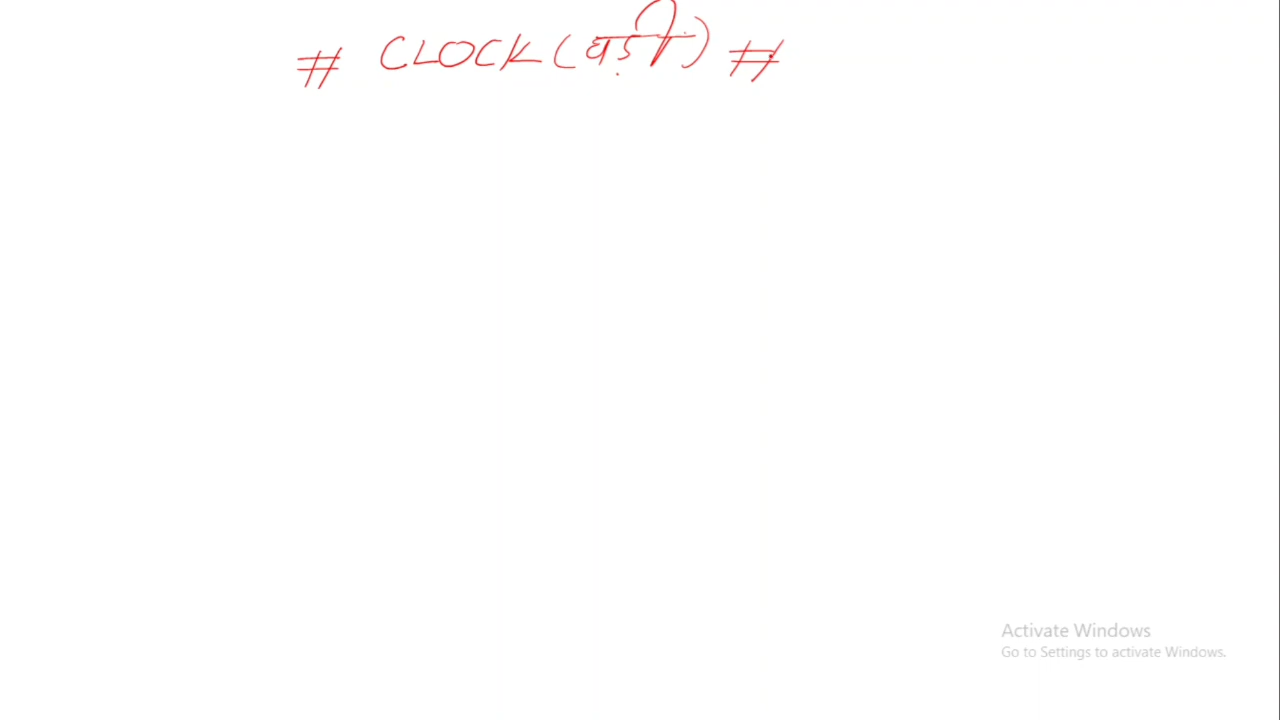 # CLOCK (घड़ी) #
Activate Windows
Go to Settings to activate Windows.